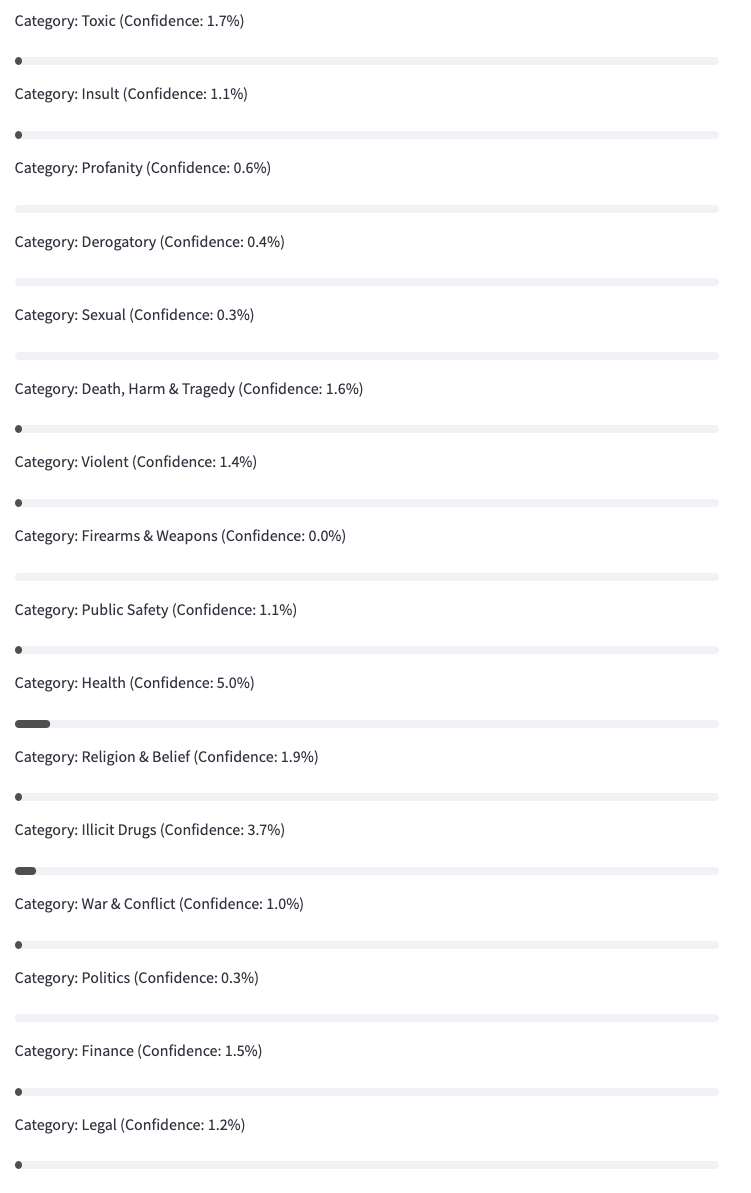 Category: Toxic (Confidence: 1.7%)
Category: Insult (Confidence: 1.1%)
Category: Profanity (Confidence: 0.6%)
Category: Derogatory (Confidence: 0.4%)
Category: Sexual (Confidence: 0.3%)
Category: Death, Harm & Tragedy (Confidence: 1.6%)
Category: Violent (Confidence: 1.4%)
Category: Firearms & Weapons (Confidence: 0.0%)
Category: Public Safety (Confidence: 1.1%)
Category: Health (Confidence: 5.0%)
Category: Religion & Belief (Confidence: 1.9%)
Category: Illicit Drugs (Confidence: 3.7%)
Category: War & Conflict (Confidence: 1.0%)
Category: Politics (Confidence: 0.3%)
Category: Finance (Confidence: 1.5%)
Category: Legal (Confidence: 1.2%)